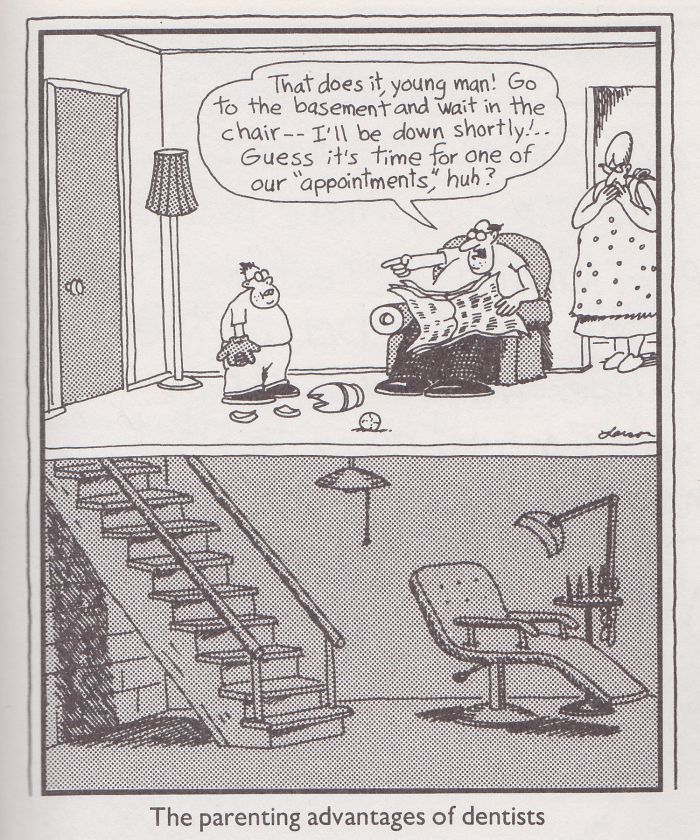 That does it, young man! Go
to the basement and wait in the
chair-- I'll be down shortly!..
Guess it's time for one of
our "appointments," huh?
Larson
The parenting advantages of dentists